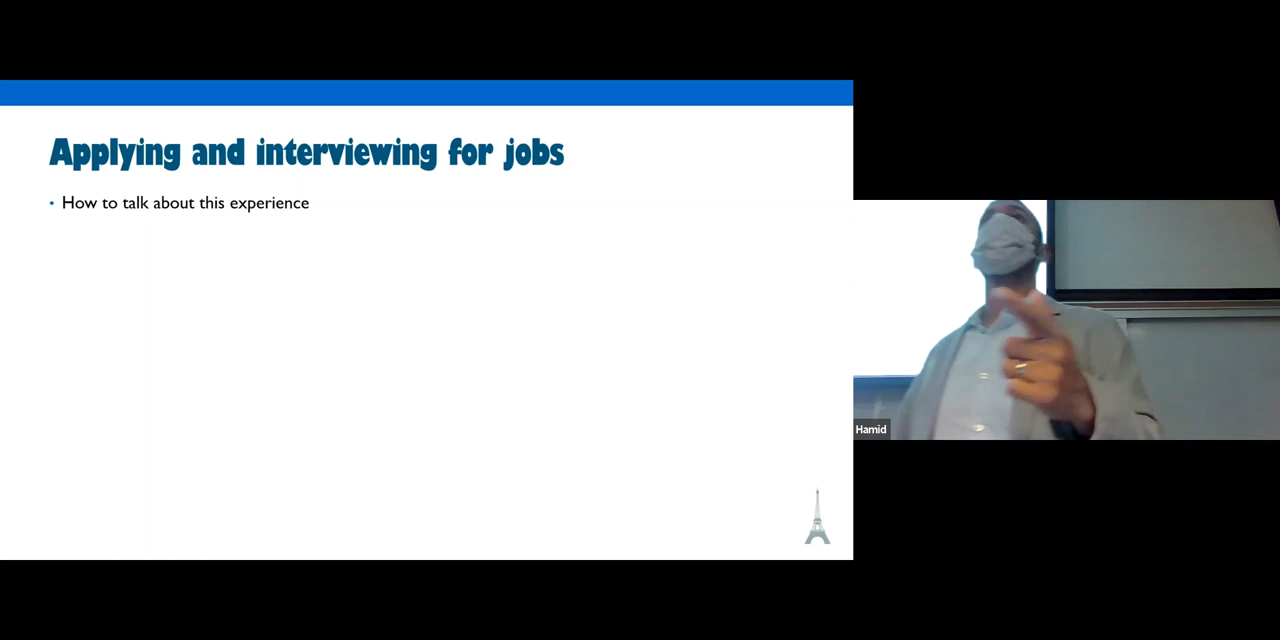 Applying and interviewing for jobs
• How to talk about this experience
Hamid